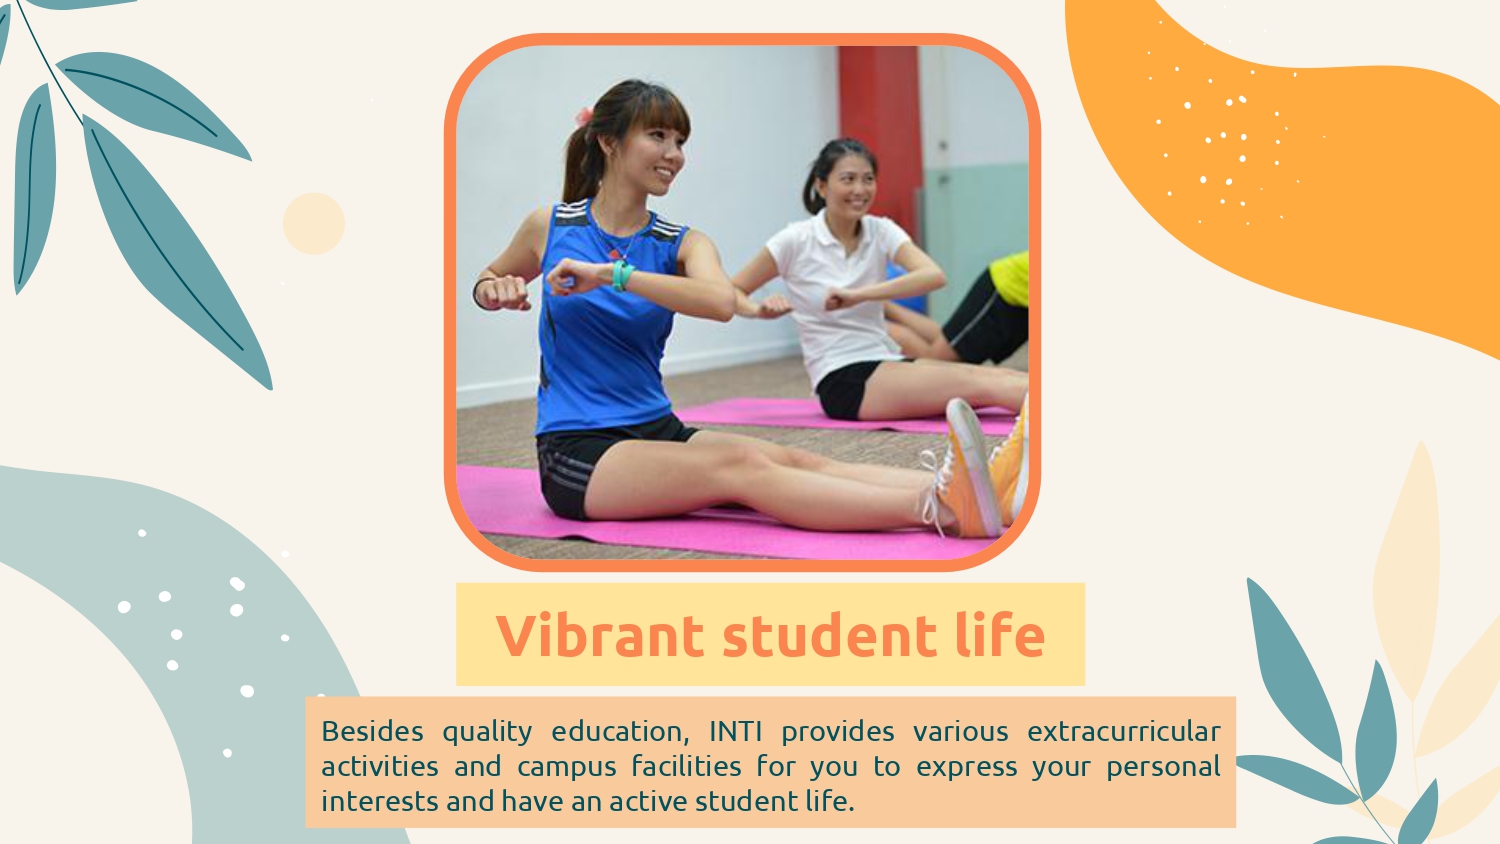 Vibrant student life
Besides quality education, INTI provides various extracurricular
activities and campus facilities for you to express your personal
interests and have an active student life.